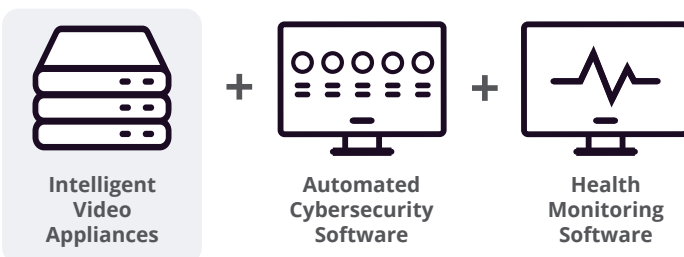 Intelligent
Video
Appliances
+
Automated
Cybersecurity
Software
+
Health
Monitoring
Software